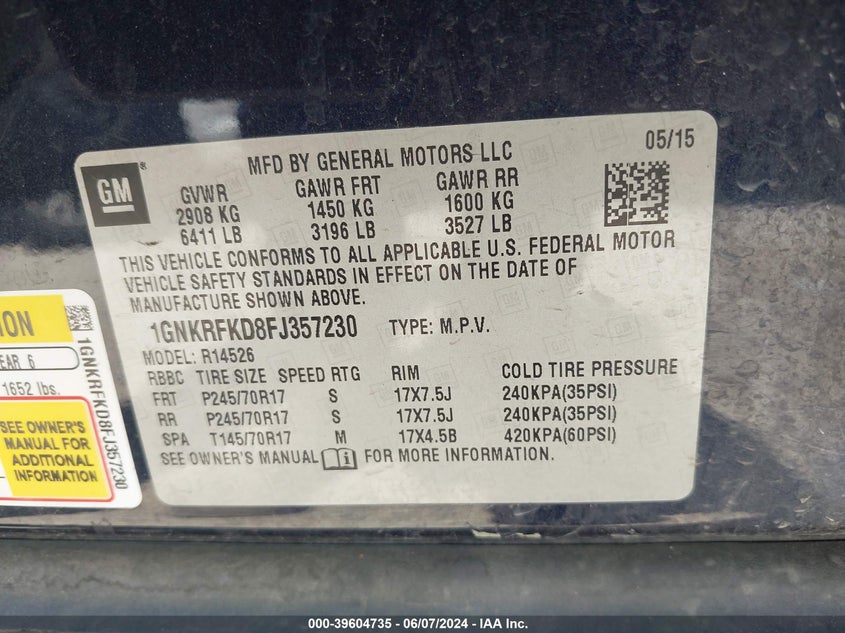 GM
®
MFD BY GENERAL MOTORS LLC
05/15
GVWR GAWR FRT GAWR RR
2908 KG 1450 KG 1600 KG
6411 LB 3196 LB 3527 LB
THIS VEHICLE CONFORMS TO ALL APPLICABLE U.S. FEDERAL MOTOR
VEHICLE SAFETY STANDARDS IN EFFECT ON THE DATE OF
MANUFACTURE SHOWN ABOVE.
1GNKRFKD8FJ357230 TYPE: M.P.V.
MODEL: R14526
RBBC TIRE SIZE SPEED RTG RIM COLD TIRE PRESSURE
FRT P245/70R17 S 17X7.5J 240KPA(35PSI)
RR P245/70R17 S 17X7.5J 240KPA(35PSI)
SPA T145/70R17 M 17X4.5B 420KPA(60PSI)
SEE OWNER'S MANUAL i FOR MORE INFORMATION.
ION
EAR 6
1652 lbs.
SEE OWNER'S
MANUAL FOR
ADDITIONAL
INFORMATION
1GNKRFKD8FJ357230
000-39604735 - 06/07/2024 - IAA Inc.